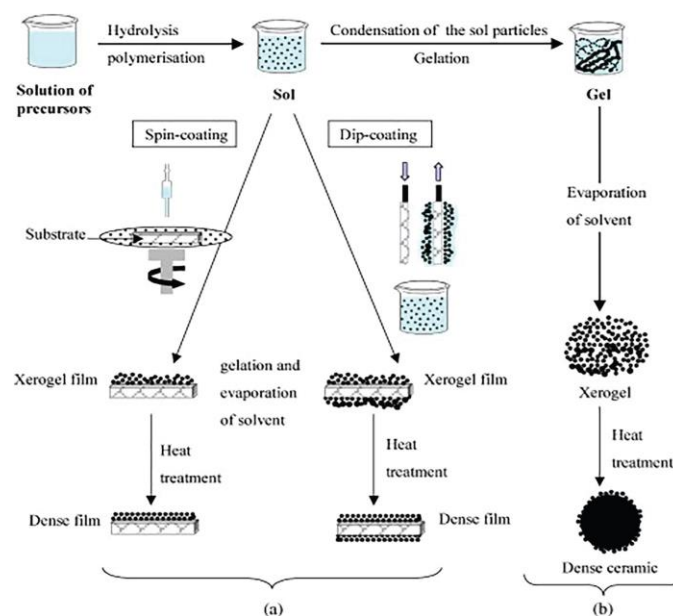 Hydrolysis
polymerisation
Condensation of the sol particles
Gelation
Solution of
precursors
Sol
Gel
Spin-coating
Dip-coating
Substrate
Evaporation
of solvent
Xerogel film
gelation and
evaporation
of solvent
Xerogel film
Xerogel
Heat
treatment
Heat
treatment
Heat
treatment
Dense film
Dense film
Dense ceramic
(a)
(b)